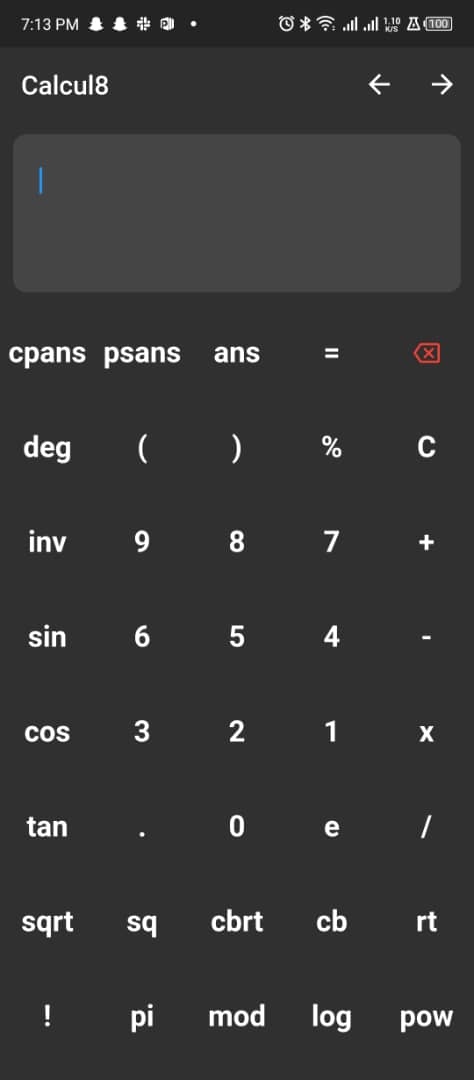 7:13 PM 1.10 K/S 100
Calcul8
cpans psans ans =
deg ( ) % C
inv 9 8 7 +
sin 6 5 4 -
cos 3 2 1 x
tan . 0 e /
sqrt sq cbrt cb rt
! pi mod log pow